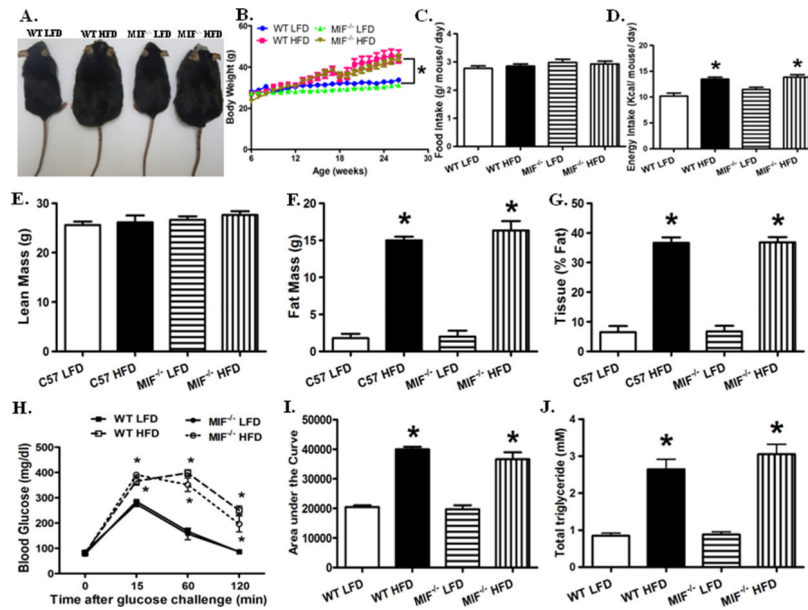 A.
WT LFD WT HFD MIF-/- LFD MIF-/- HFD
B.
WT LFD MIF-/- LFD
WT HFD MIF-/- HFD
Body Weight (g)
60
40
20
0
6 12 18 24 30
Age (weeks)
*
C.
Food Intake (g/ mouse/ day)
4
3
2
1
0
WT LFD WT HFD MIF-/- LFD MIF-/- HFD
D.
Energy Intake (Kcal/ mouse/ day)
20
15
10
5
0
* *
WT LFD WT HFD MIF-/- LFD MIF-/- HFD
E.
Lean Mass (g)
30
20
10
0
C57 LFD C57 HFD MIF-/- LFD MIF-/- HFD
F.
Fat Mass (g)
20
15
10
5
0
* *
C57 LFD C57 HFD MIF-/- LFD MIF-/- HFD
G.
Tissue (% Fat)
50
40
30
20
10
0
* *
C57 LFD C57 HFD MIF-/- LFD MIF-/- HFD
H.
WT LFD MIF-/- LFD
WT HFD MIF-/- HFD
Blood Glucose (mg/dl)
500
400
300
200
100
0
* * * * * *
0 15 60 120
Time after glucose challenge (min)
I.
Area under the Curve
50000
40000
30000
20000
10000
0
* *
WT LFD WT HFD MIF-/- LFD MIF-/- HFD
J.
Total triglyceride (mM)
4
3
2
1
0
* *
WT LFD WT HFD MIF-/- LFD MIF-/- HFD